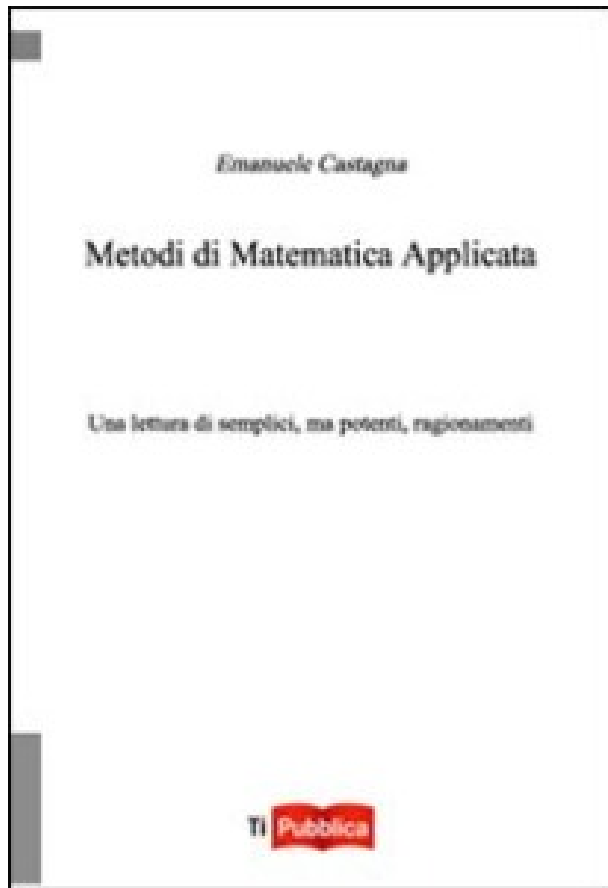 Emanuele Castagna
Metodi di Matematica Applicata
Una lettura di semplici, ma potenti, ragionamenti
Ti Pubblica